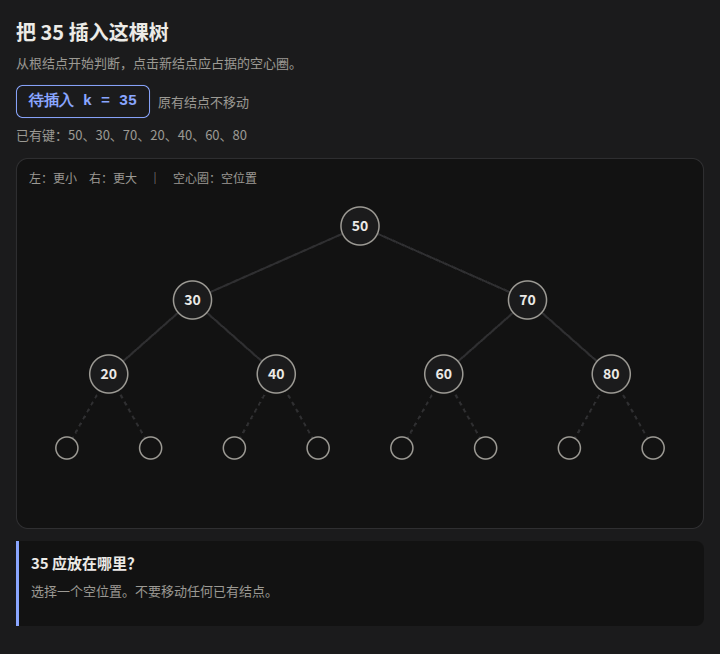 把 35 插入这棵树
从根结点开始判断，点击新结点应占据的空心圈。
待插入 k = 35 原有结点不移动
已有键：50、30、70、20、40、60、80
左：更小 右：更大 | 空心圈：空位置
50
30 70
20 40 60 80
35 应放在哪里？
选择一个空位置。不要移动任何已有结点。